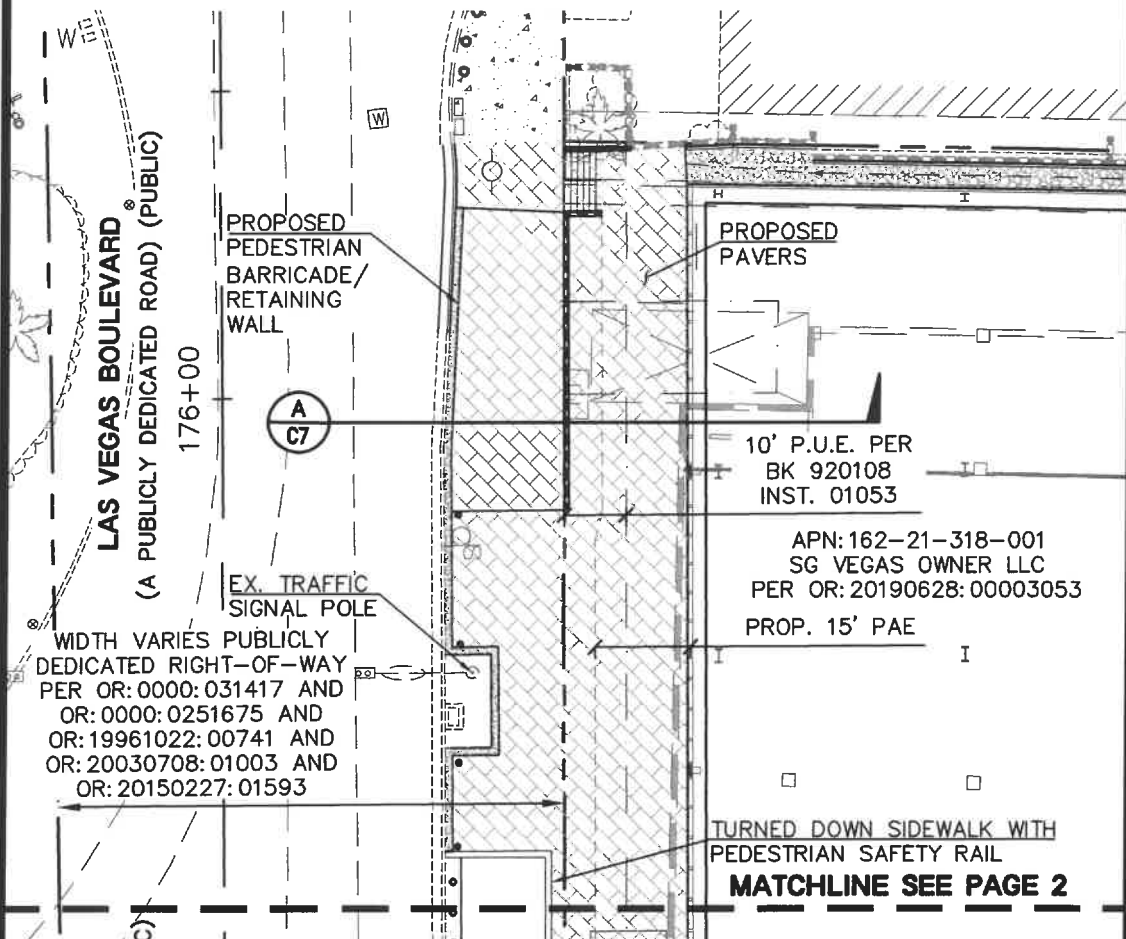 W
W
LAS VEGAS BOULEVARD
(A PUBLICLY DEDICATED ROAD) (PUBLIC)
176+00
PROPOSED
PEDESTRIAN
BARRICADE/
RETAINING
WALL
PROPOSED
PAVERS
A
C7
10' P.U.E. PER
BK 920108
INST. 01053
APN: 162-21-318-001
SG VEGAS OWNER LLC
PER OR: 20190628: 00003053
PROP. 15' PAE
EX. TRAFFIC
SIGNAL POLE
WIDTH VARIES PUBLICLY
DEDICATED RIGHT-OF-WAY
PER OR: 0000: 031417 AND
OR: 0000: 0251675 AND
OR: 19961022: 00741 AND
OR: 20030708: 01003 AND
OR: 20150227: 01593
TURNED DOWN SIDEWALK WITH
PEDESTRIAN SAFETY RAIL
MATCHLINE SEE PAGE 2
C)